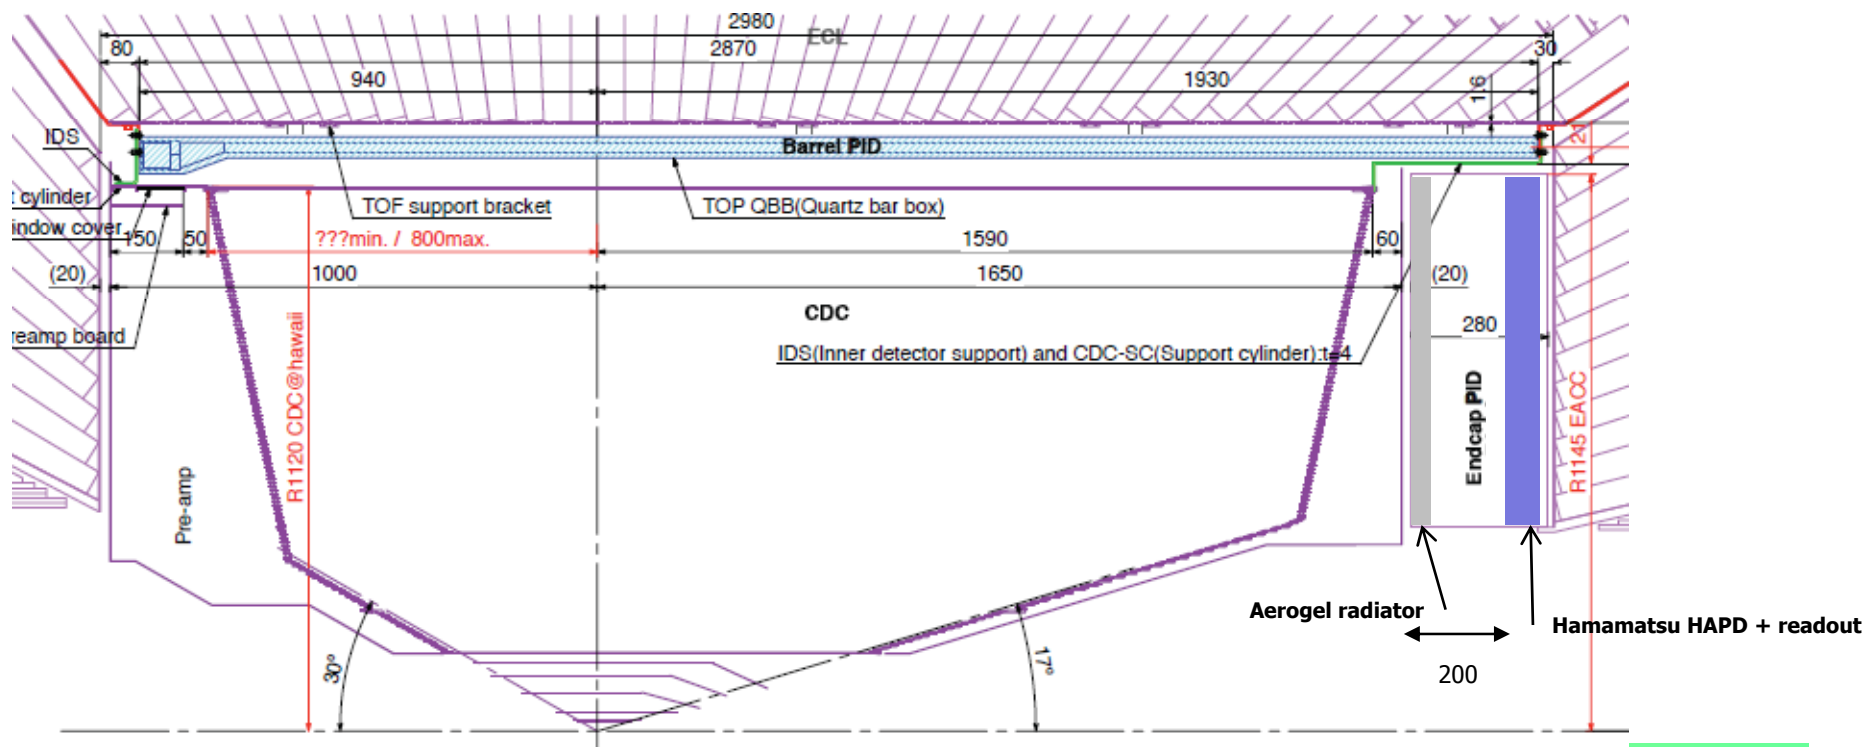 2980
ECL
80
2870
30
940
1930
1.6
IDS
Barrel PID
21
t cylinder
TOF support bracket
TOP QBB(Quartz bar box)
indow cover
150
50
???min. / 800max.
1590
60
(20)
1000
1650
(20)
CDC
280
reamp board
IDS(Inner detector support) and CDC-SC(Support cylinder):t=4
R1120 CDC@hawaii
Endcap PID
R1145 EACC
Pre-amp
Aerogel radiator
Hamamatsu HAPD + readout
30°
17°
200